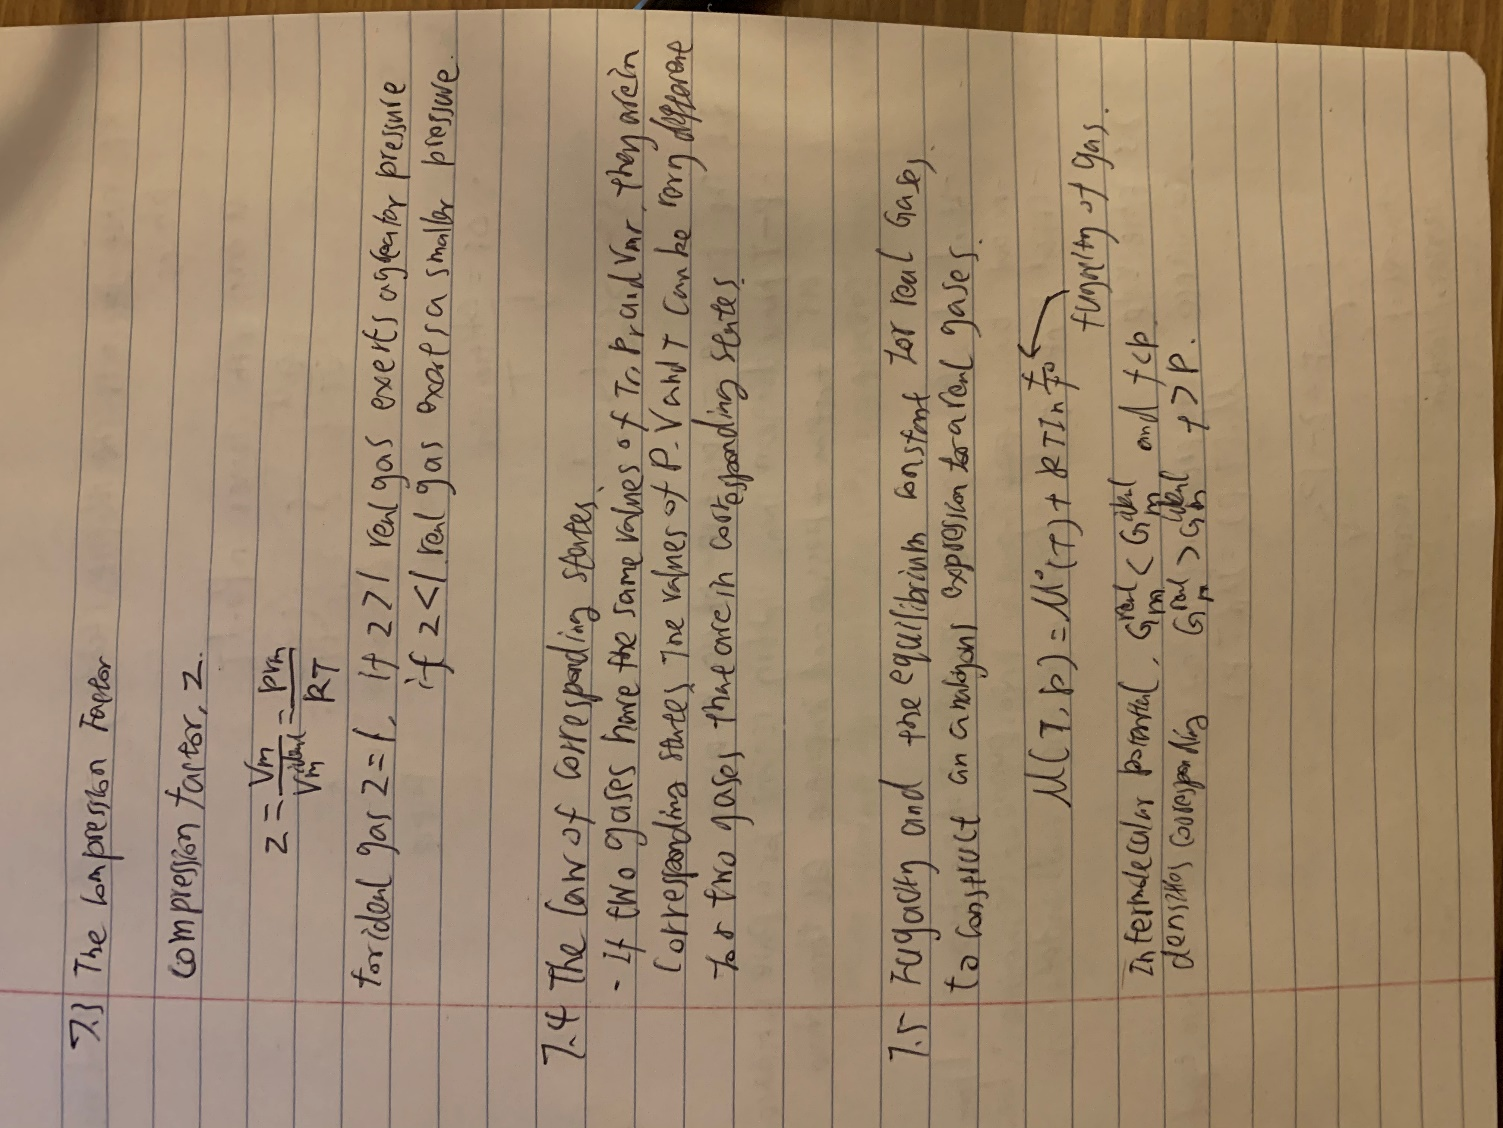 7.3 The Compression Factor
Compression factor, z.
z = Vm / Vm ideal = PVm / RT
for ideal gas z = 1, if z > 1 real gas exerts a greater pressure
if z < 1 real gas exerts a smaller pressure.
7.4 The law of corresponding states.
- If two gases have the same values of Tr, Pr and Vmr, they are in
corresponding states. The values of P. V and T can be very different
for two gases that are in corresponding states.
7.5 Fugacity and the equilibrium constant for real Gases.
to construct an analogous expression for a real gases.
μ(T, p) = μ°(T) + RT ln f/f°
fugacity of gas.
Intermolecular potential, Gm real < Gm ideal and f < p.
densities corresponding Gm real > Gm ideal f > P.